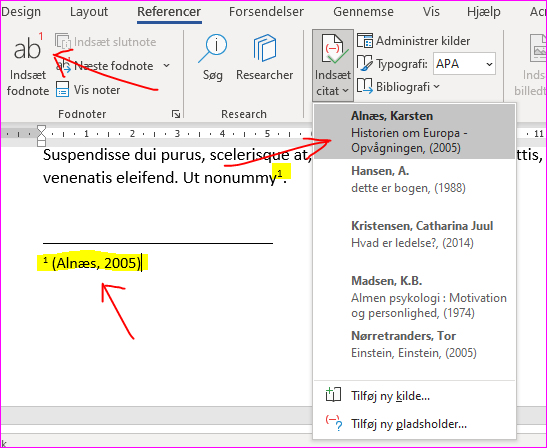 Design
Layout
Referencer
Forsendelser
Gennemse
Vis
Hjælp
ab1
Indsæt
fodnote
Indsæt slutnote
Næste fodnote
Vis noter
Fodnoter
Søg
Researcher
Research
(-)
Indsæt
citat
Administrer kilder
Typografi: APA
Bibliografi
Suspendisse dui purus, scelerisque at,
venenatis eleifend. Ut nonummy1.
1 (Alnæs, 2005)
Alnæs, Karsten
Historien om Europa -
Opvågningen, (2005)
Hansen, A.
dette er bogen, (1988)
Kristensen, Catharina Juul
Hvad er ledelse?, (2014)
Madsen, K.B.
Almen psykologi : Motivation
og personlighed, (1974)
Nørretranders, Tor
Einstein, Einstein, (2005)
Tilføj ny kilde...
Tilføj ny pladsholder...